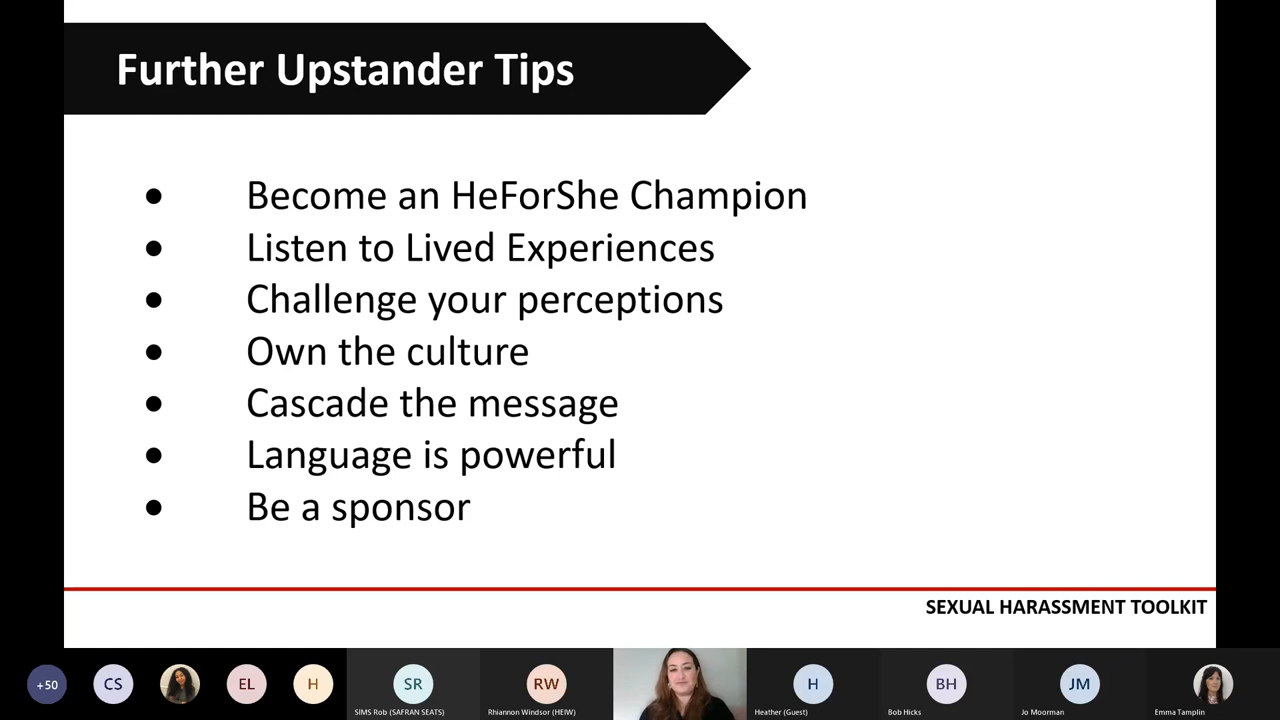 Further Upstander Tips
• Become an HeForShe Champion
• Listen to Lived Experiences
• Challenge your perceptions
• Own the culture
• Cascade the message
• Language is powerful
• Be a sponsor
SEXUAL HARASSMENT TOOLKIT
+50 CS EL H SR RW H BH JM
SIMS Rob (SAFRAN SEATS) Rhiannon Windsor (HEIW) Heather (Guest) Bob Hicks Jo Moorman Emma Tamplin